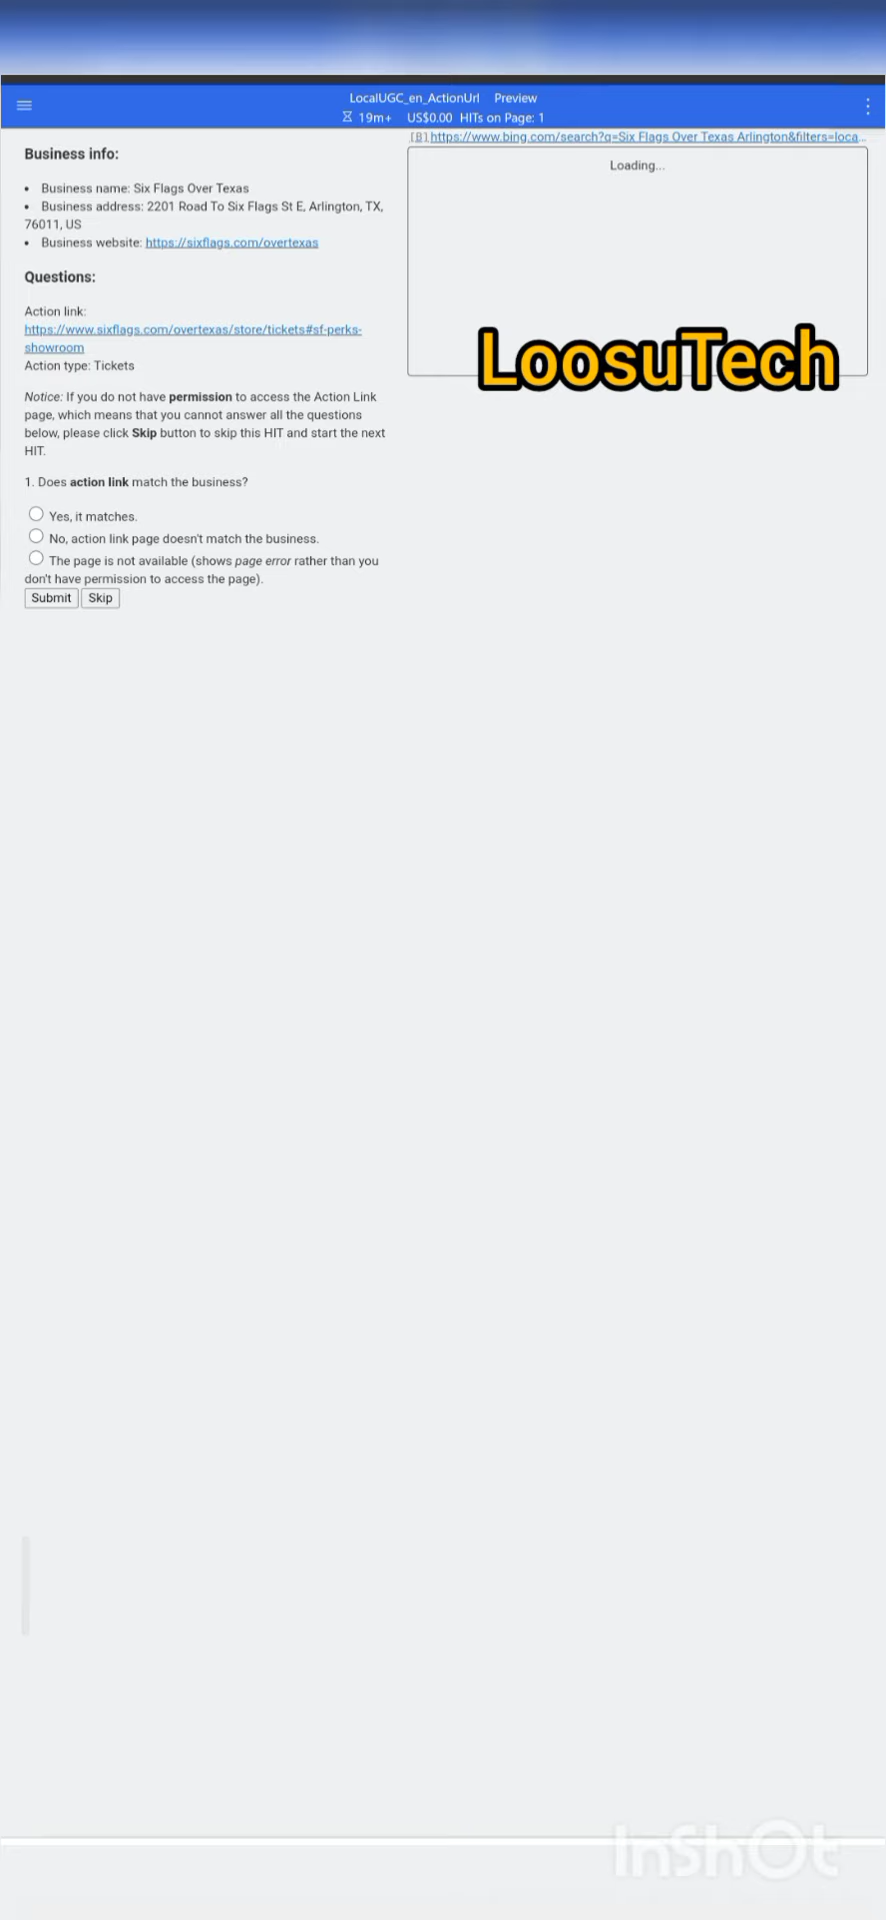 LocalUGC_en_ActionUrl Preview
19m+ US$0.00 HITs on Page: 1
[B] https://www.bing.com/search?q=Six Flags Over Texas Arlington&filters=loca...
Business info:
Loading...
• Business name: Six Flags Over Texas
• Business address: 2201 Road To Six Flags St E, Arlington, TX,
76011, US
• Business website: https://sixflags.com/overtexas
Questions:
Action link:
https://www.sixflags.com/overtexas/store/tickets#sf-perks-
showroom
Action type: Tickets
LoosuTech
Notice: If you do not have permission to access the Action Link
page, which means that you cannot answer all the questions
below, please click Skip button to skip this HIT and start the next
HIT.
1. Does action link match the business?
Yes, it matches.
No, action link page doesn't match the business.
The page is not available (shows page error rather than you
don't have permission to access the page).
Submit Skip
InShOt